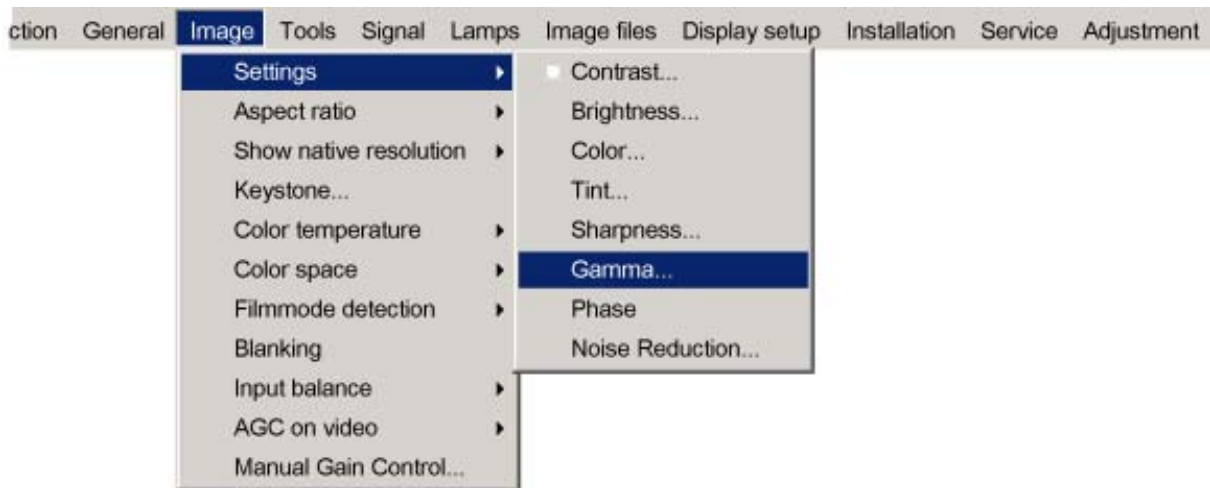 ction General Image Tools Signal Lamps Image files Display setup Installation Service Adjustment
Settings
Aspect ratio
Show native resolution
Keystone...
Color temperature
Color space
Filmmode detection
Blanking
Input balance
AGC on video
Manual Gain Control...
Contrast...
Brightness...
Color...
Tint...
Sharpness...
Gamma...
Phase
Noise Reduction...